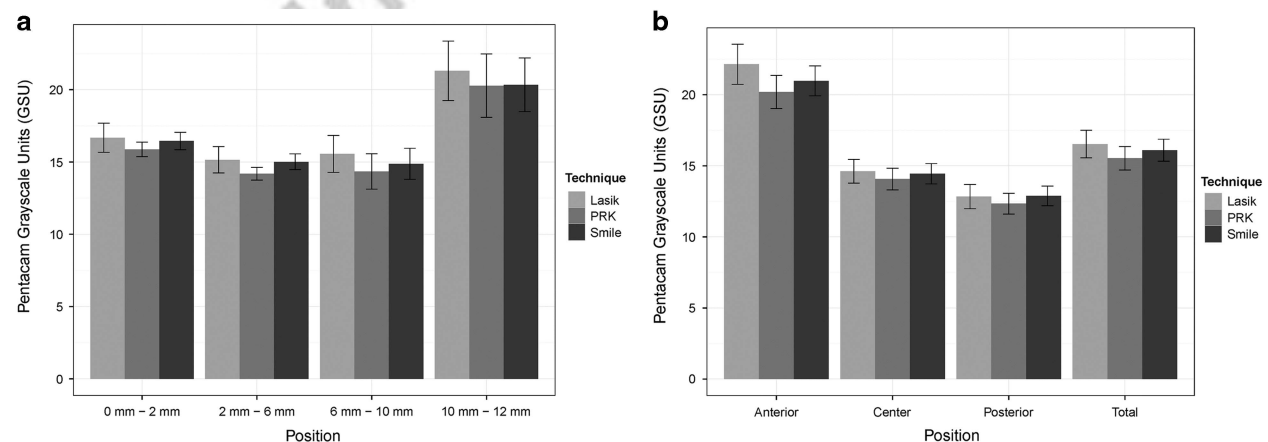 a
Pentacam Grayscale Units (GSU)
20
15
10
5
0
0 mm – 2 mm
2 mm – 6 mm
6 mm – 10 mm
10 mm – 12 mm
Position
Technique
Lasik
PRK
Smile
b
Pentacam Grayscale Units (GSU)
20
15
10
5
0
Anterior
Center
Posterior
Total
Position
Technique
Lasik
PRK
Smile